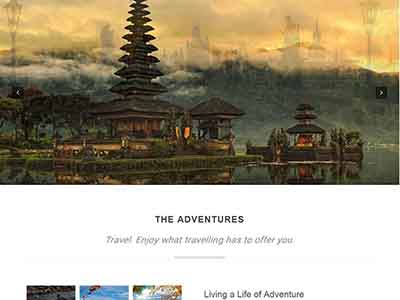 THE ADVENTURES
Travel. Enjoy what travelling has to offer you.
Living a Life of Adventure